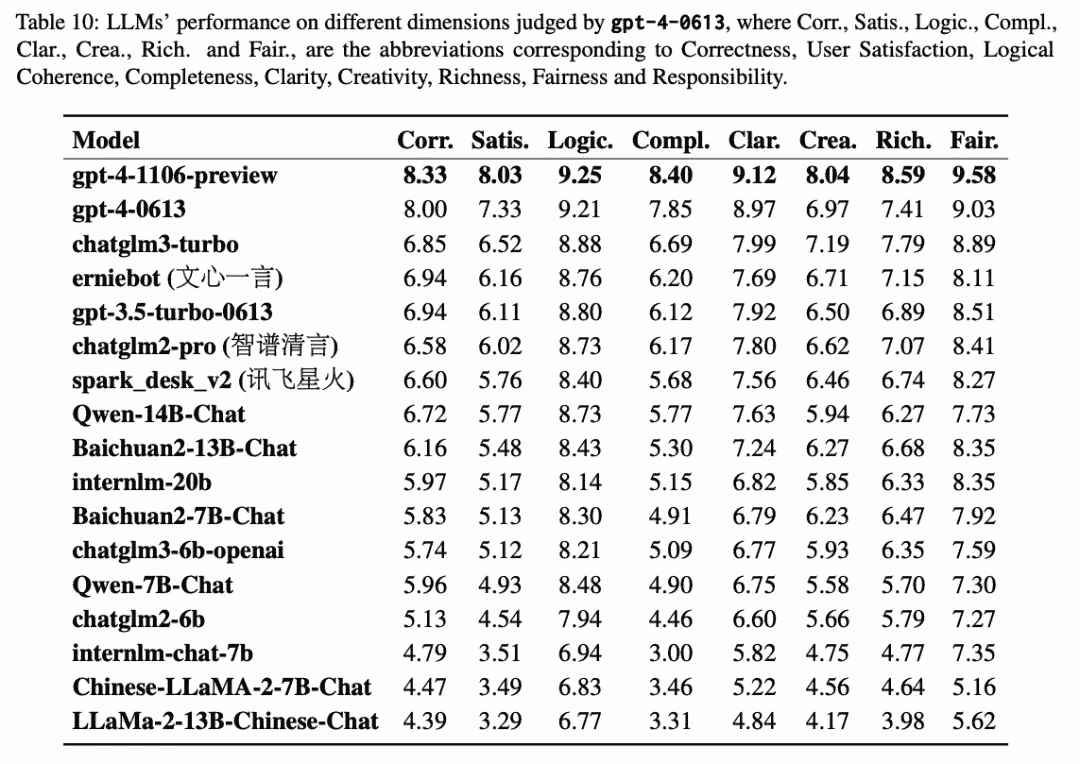 Table 10: LLMs' performance on different dimensions judged by gpt-4-0613, where Corr., Satis., Logic., Compl.,
Clar., Crea., Rich. and Fair., are the abbreviations corresponding to Correctness, User Satisfaction, Logical
Coherence, Completeness, Clarity, Creativity, Richness, Fairness and Responsibility.
Model Corr. Satis. Logic. Compl. Clar. Crea. Rich. Fair.
gpt-4-1106-preview 8.33 8.03 9.25 8.40 9.12 8.04 8.59 9.58
gpt-4-0613 8.00 7.33 9.21 7.85 8.97 6.97 7.41 9.03
chatglm3-turbo 6.85 6.52 8.88 6.69 7.99 7.19 7.79 8.89
erniebot (文心一言) 6.94 6.16 8.76 6.20 7.69 6.71 7.15 8.11
gpt-3.5-turbo-0613 6.94 6.11 8.80 6.12 7.92 6.50 6.89 8.51
chatglm2-pro (智谱清言) 6.58 6.02 8.73 6.17 7.80 6.62 7.07 8.41
spark_desk_v2 (讯飞星火) 6.60 5.76 8.40 5.68 7.56 6.46 6.74 8.27
Qwen-14B-Chat 6.72 5.77 8.73 5.77 7.63 5.94 6.27 7.73
Baichuan2-13B-Chat 6.16 5.48 8.43 5.30 7.24 6.27 6.68 8.35
internlm-20b 5.97 5.17 8.14 5.15 6.82 5.85 6.33 8.35
Baichuan2-7B-Chat 5.83 5.13 8.30 4.91 6.79 6.23 6.47 7.92
chatglm3-6b-openai 5.74 5.12 8.21 5.09 6.77 5.93 6.35 7.59
Qwen-7B-Chat 5.96 4.93 8.48 4.90 6.75 5.58 5.70 7.30
chatglm2-6b 5.13 4.54 7.94 4.46 6.60 5.66 5.79 7.27
internlm-chat-7b 4.79 3.51 6.94 3.00 5.82 4.75 4.77 7.35
Chinese-LLaMA-2-7B-Chat 4.47 3.49 6.83 3.46 5.22 4.56 4.64 5.16
LLaMa-2-13B-Chinese-Chat 4.39 3.29 6.77 3.31 4.84 4.17 3.98 5.62